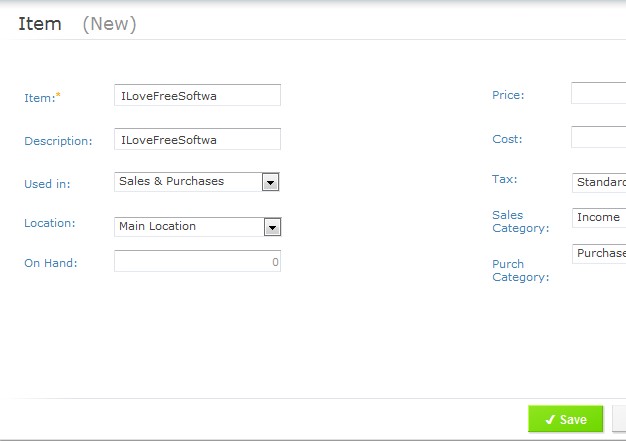 Item (New)
Item:* ILoveFreeSoftwa
Description: ILoveFreeSoftwa
Used in: Sales & Purchases
Location: Main Location
On Hand: 0
Price:
Cost:
Tax: Standard
Sales Category: Income
Purch Category: Purchase
✓ Save